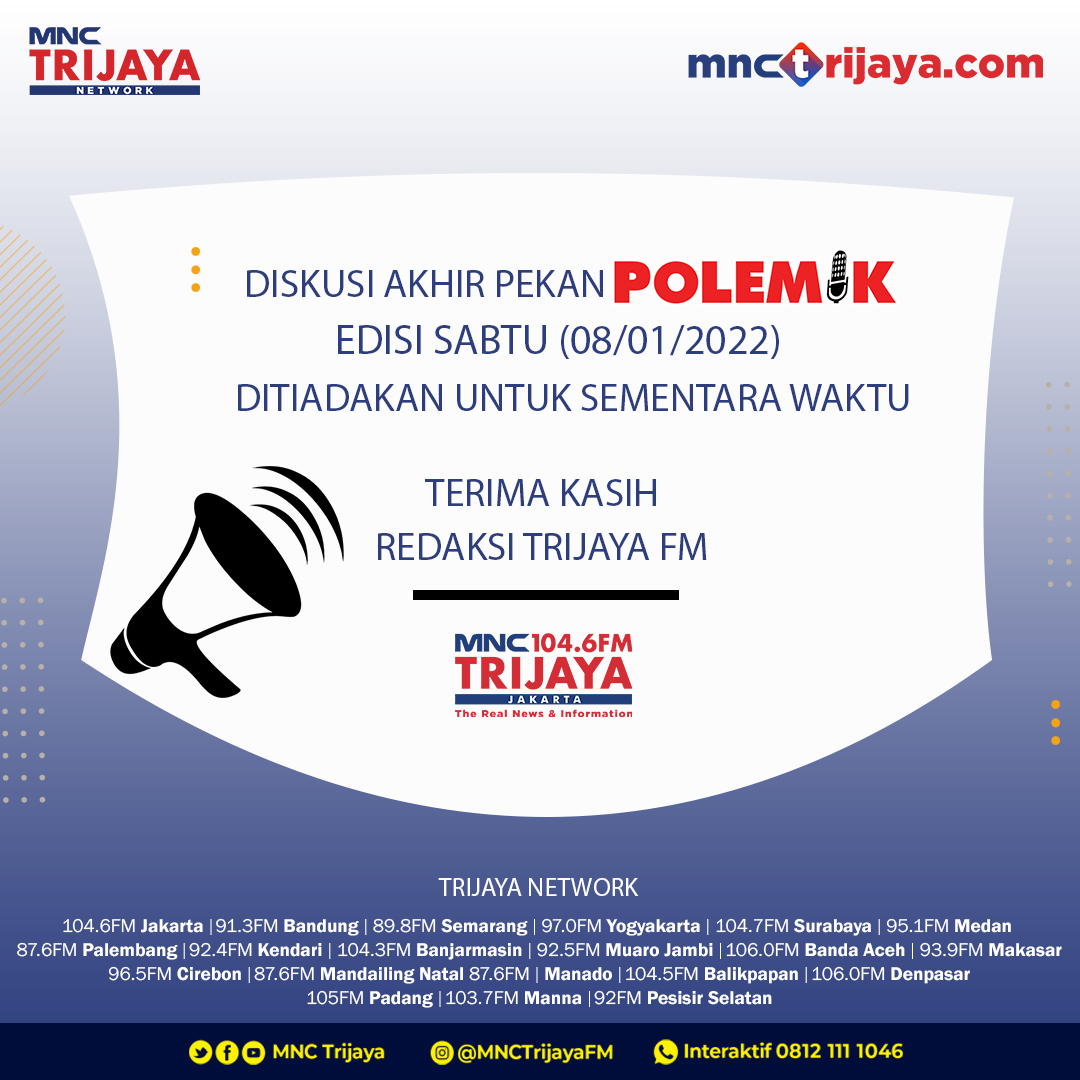 MNC
TRIJAYA
NETWORK
mnctrijaya.com
DISKUSI AKHIR PEKAN POLEMIK
EDISI SABTU (08/01/2022)
DITIADAKAN UNTUK SEMENTARA WAKTU
TERIMA KASIH
REDAKSI TRIJAYA FM
MNC 104.6FM
TRIJAYA
JAKARTA
The Real News & Information
TRIJAYA NETWORK
104.6FM Jakarta |91.3FM Bandung | 89.8FM Semarang | 97.0FM Yogyakarta | 104.7FM Surabaya | 95.1FM Medan
87.6FM Palembang |92.4FM Kendari | 104.3FM Banjarmasin | 92.5FM Muaro Jambi |106.0FM Banda Aceh | 93.9FM Makasar
96.5FM Cirebon |87.6FM Mandailing Natal 87.6FM | Manado |104.5FM Balikpapan |106.0FM Denpasar
105FM Padang |103.7FM Manna |92FM Pesisir Selatan
MNC Trijaya @MNCTrijayaFM Interaktif 0812 111 1046